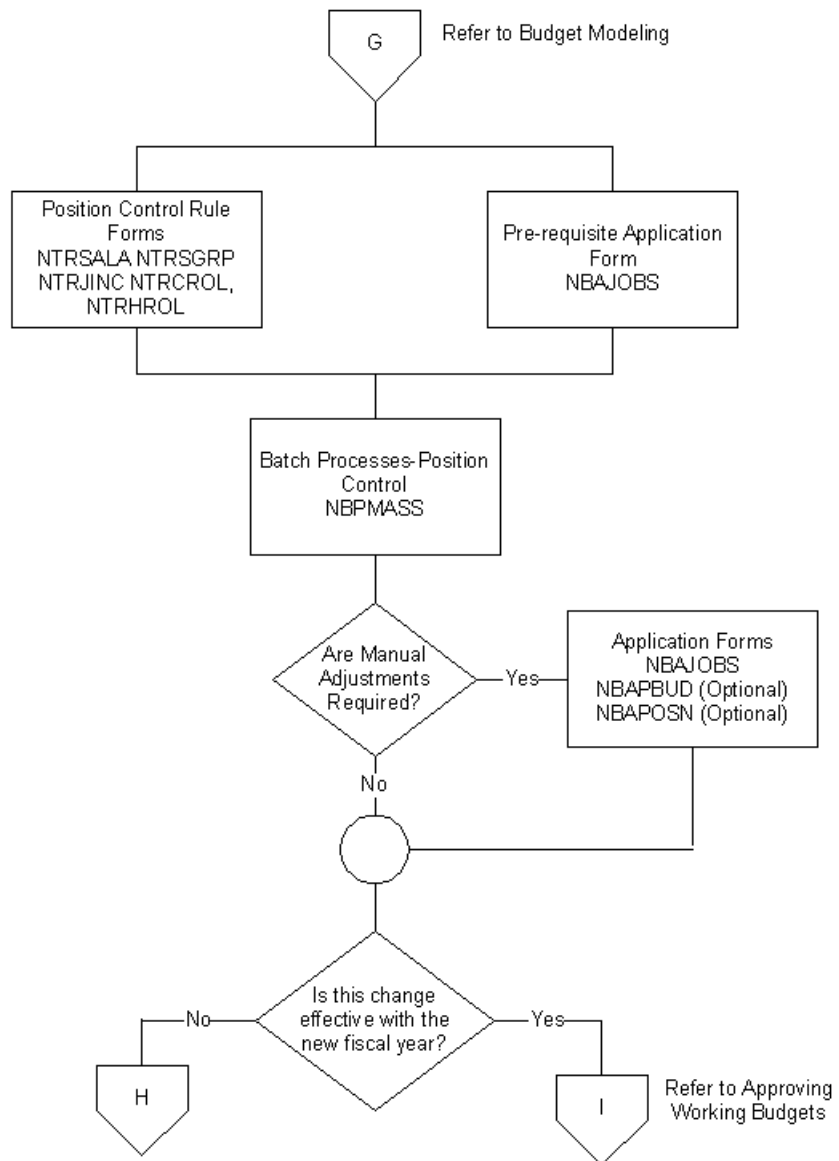 G
Refer to Budget Modeling
Position Control Rule
Forms
NTRSALA NTRSGRP
NTRJINC NTRCROL,
NTRHROL
Pre-requisite Application
Form
NBAJOBS
Batch Processes-Position
Control
NBPMASS
Are Manual
Adjustments
Required?
Yes
Application Forms
NBAJOBS
NBAPBUD (Optional)
NBAPOSN (Optional)
No
Is this change
effective with the
new fiscal year?
No
Yes
H
I
Refer to Approving
Working Budgets